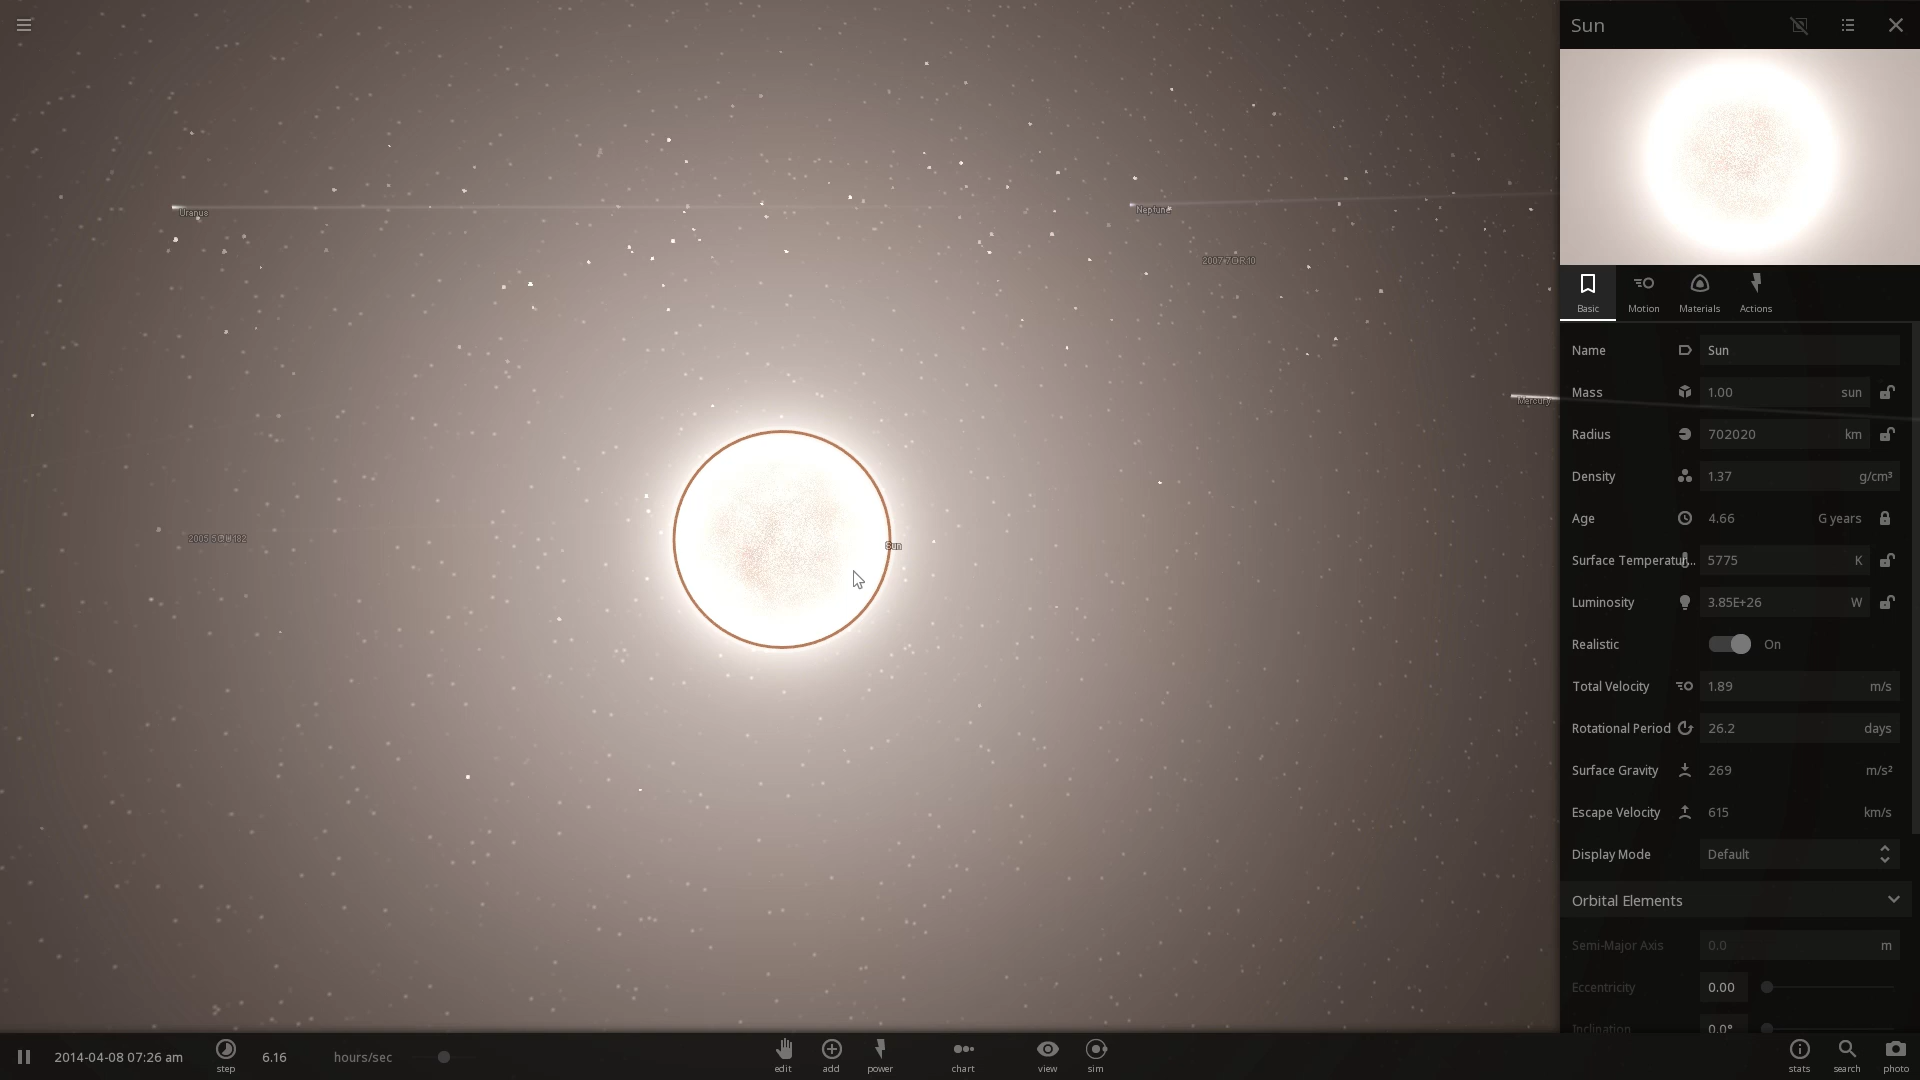 Sun
Uranus
Neptune
2007 OR10
Mercury
Sun
Basic
Motion
Materials
Actions
Name Sun
Mass 1.00 sun
Radius 702020 km
Density 1.37 g/cm³
Age 4.66 G years
Surface Temperatur... 5775 K
Luminosity 3.85E+26 W
Realistic On
Total Velocity 1.89 m/s
Rotational Period 26.2 days
Surface Gravity 269 m/s²
Escape Velocity 615 km/s
Display Mode Default
Orbital Elements
Semi-Major Axis 0.0 m
Eccentricity 0.00
Inclination 0.0°
2014-04-08 07:26 am
step
6.16 hours/sec
edit
add
power
chart
view
sim
stats
search
photo